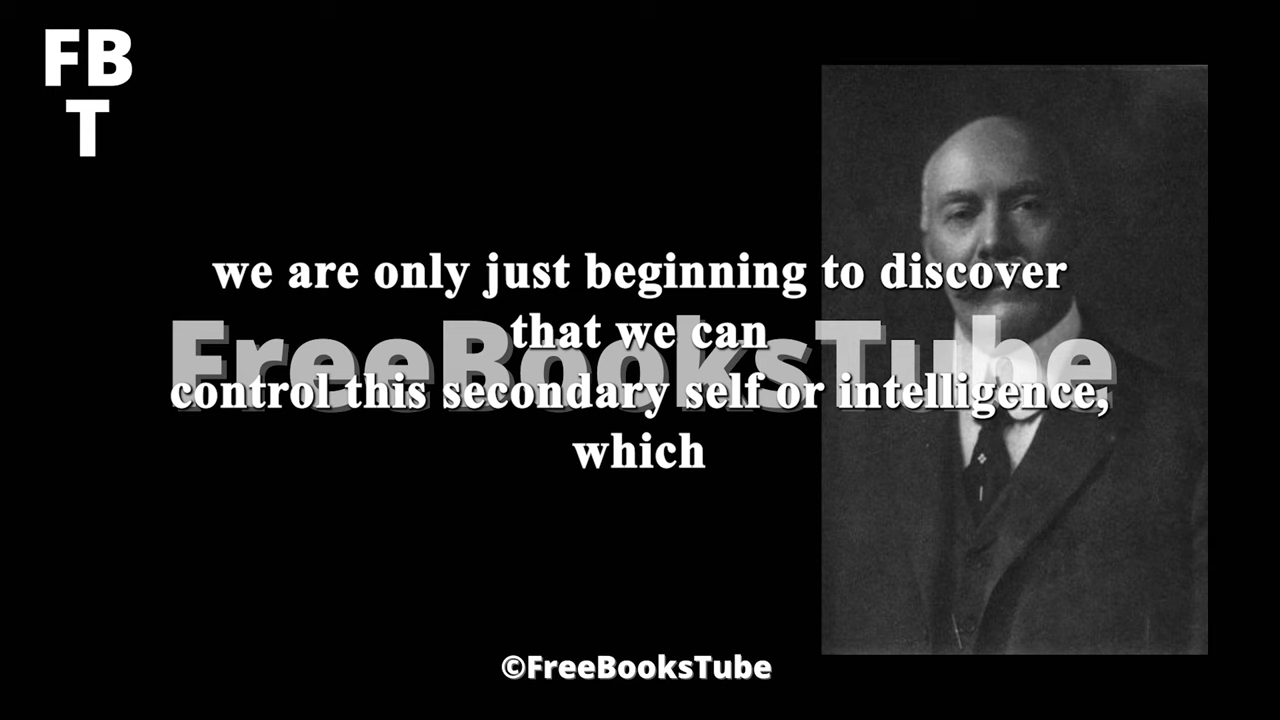 FB
T
we are only just beginning to discover
that we can
FreeBooksTube
control this secondary self or intelligence,
which
©FreeBooksTube